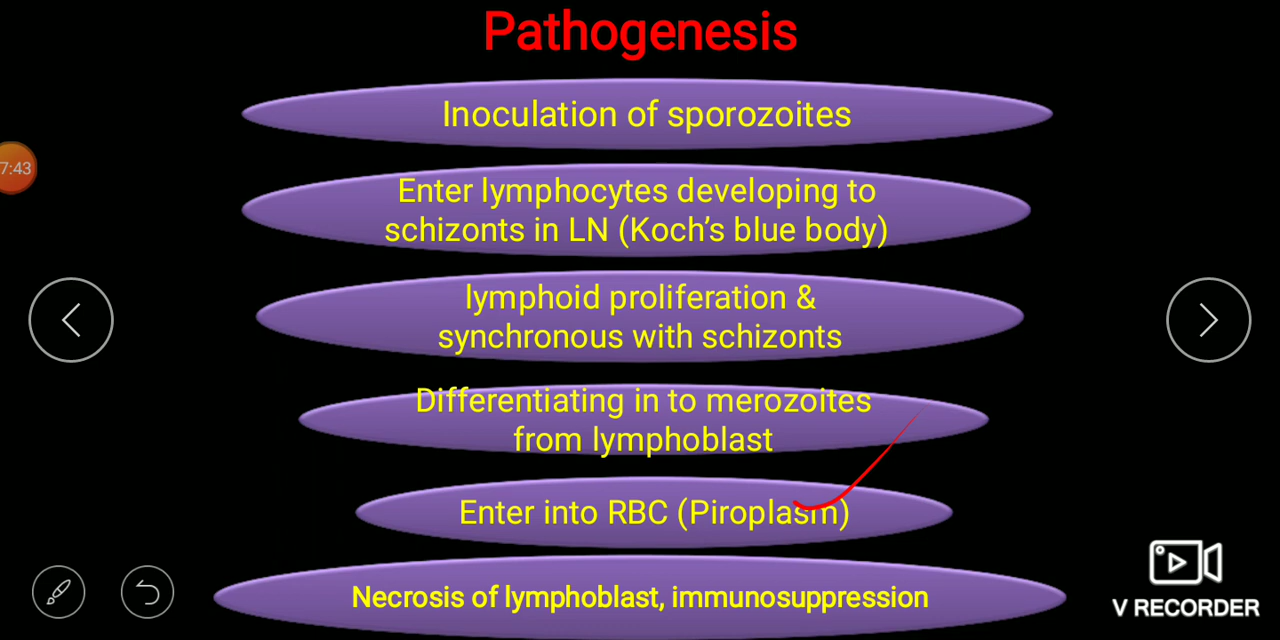 Pathogenesis
Inoculation of sporozoites
7:43
Enter lymphocytes developing to
schizonts in LN (Koch's blue body)
lymphoid proliferation &
synchronous with schizonts
Differentiating in to merozoites
from lymphoblast
Enter into RBC (Piroplasm)
Necrosis of lymphoblast, immunosuppression
V RECORDER